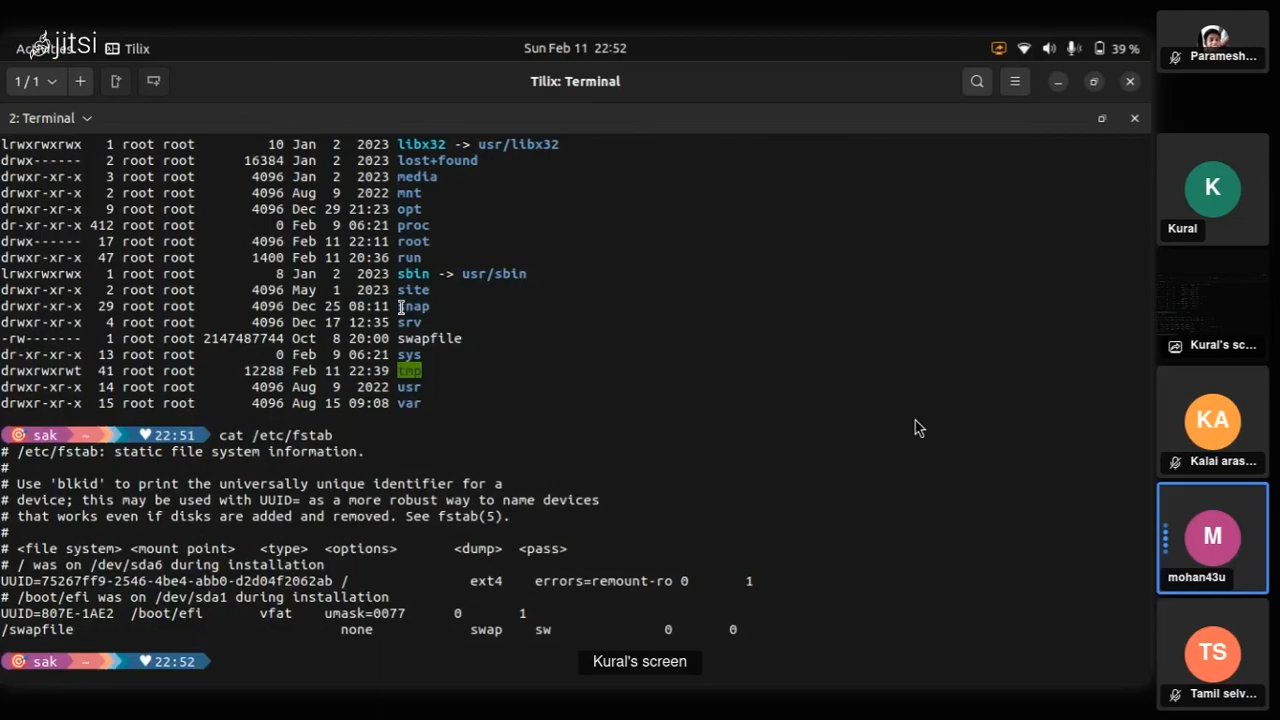 jitsi
Tilix
Sun Feb 11 22:52
39 %
1/1
Tilix: Terminal
2: Terminal
lrwxrwxrwx 1 root root 10 Jan 2 2023 libx32 -> usr/libx32
drwx------ 2 root root 16384 Jan 2 2023 lost+found
drwxr-xr-x 3 root root 4096 Jan 2 2023 media
drwxr-xr-x 2 root root 4096 Aug 9 2022 mnt
drwxr-xr-x 9 root root 4096 Dec 29 21:23 opt
dr-xr-xr-x 412 root root 0 Feb 9 06:21 proc
drwx------ 17 root root 4096 Feb 11 22:11 root
drwxr-xr-x 47 root root 1400 Feb 11 20:36 run
lrwxrwxrwx 1 root root 8 Jan 2 2023 sbin -> usr/sbin
drwxr-xr-x 2 root root 4096 May 1 2023 site
drwxr-xr-x 29 root root 4096 Dec 25 08:11 snap
drwxr-xr-x 4 root root 4096 Dec 17 12:35 srv
-rw------- 1 root root 2147487744 Oct 8 20:00 swapfile
dr-xr-xr-x 13 root root 0 Feb 9 06:21 sys
drwxrwxrwt 41 root root 12288 Feb 11 22:39 tmp
drwxr-xr-x 14 root root 4096 Aug 9 2022 usr
drwxr-xr-x 15 root root 4096 Aug 15 09:08 var
sak ~ ♥22:51 cat /etc/fstab
# /etc/fstab: static file system information.
#
# Use 'blkid' to print the universally unique identifier for a
# device; this may be used with UUID= as a more robust way to name devices
# that works even if disks are added and removed. See fstab(5).
#
# <file system> <mount point> <type> <options> <dump> <pass>
# / was on /dev/sda6 during installation
UUID=75267ff9-2546-4be4-abb0-d2d04f2062ab / ext4 errors=remount-ro 0 1
# /boot/efi was on /dev/sda1 during installation
UUID=807E-1AE2 /boot/efi vfat umask=0077 0 1
/swapfile none swap sw 0 0
sak ~ ♥22:52
Kural's screen
Paramesh...
K
Kural
Kural's sc...
KA
Kalai aras...
M
mohan43u
TS
Tamil selv...